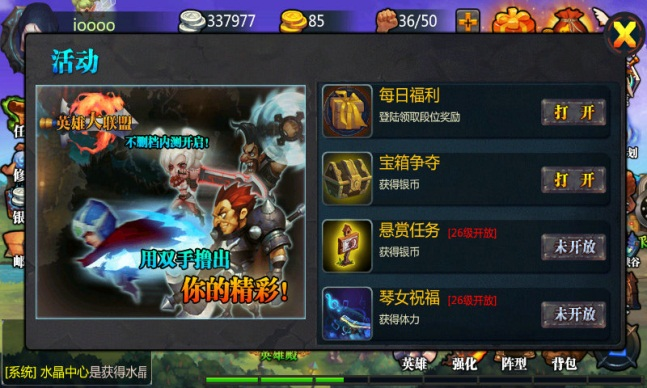 ioooo
337977
85
36/50
活动
英雄大联盟
不删档内测开启!
用双手撸出
你的精彩!
每日福利
登陆领取段位奖励
打 开
宝箱争夺
获得银币
打 开
悬赏任务 [26级开放]
获得银币
未开放
琴女祝福 [26级开放]
获得体力
未开放
英雄殿
[系统] 水晶中心是获得水晶
英雄 强化 阵型 背包